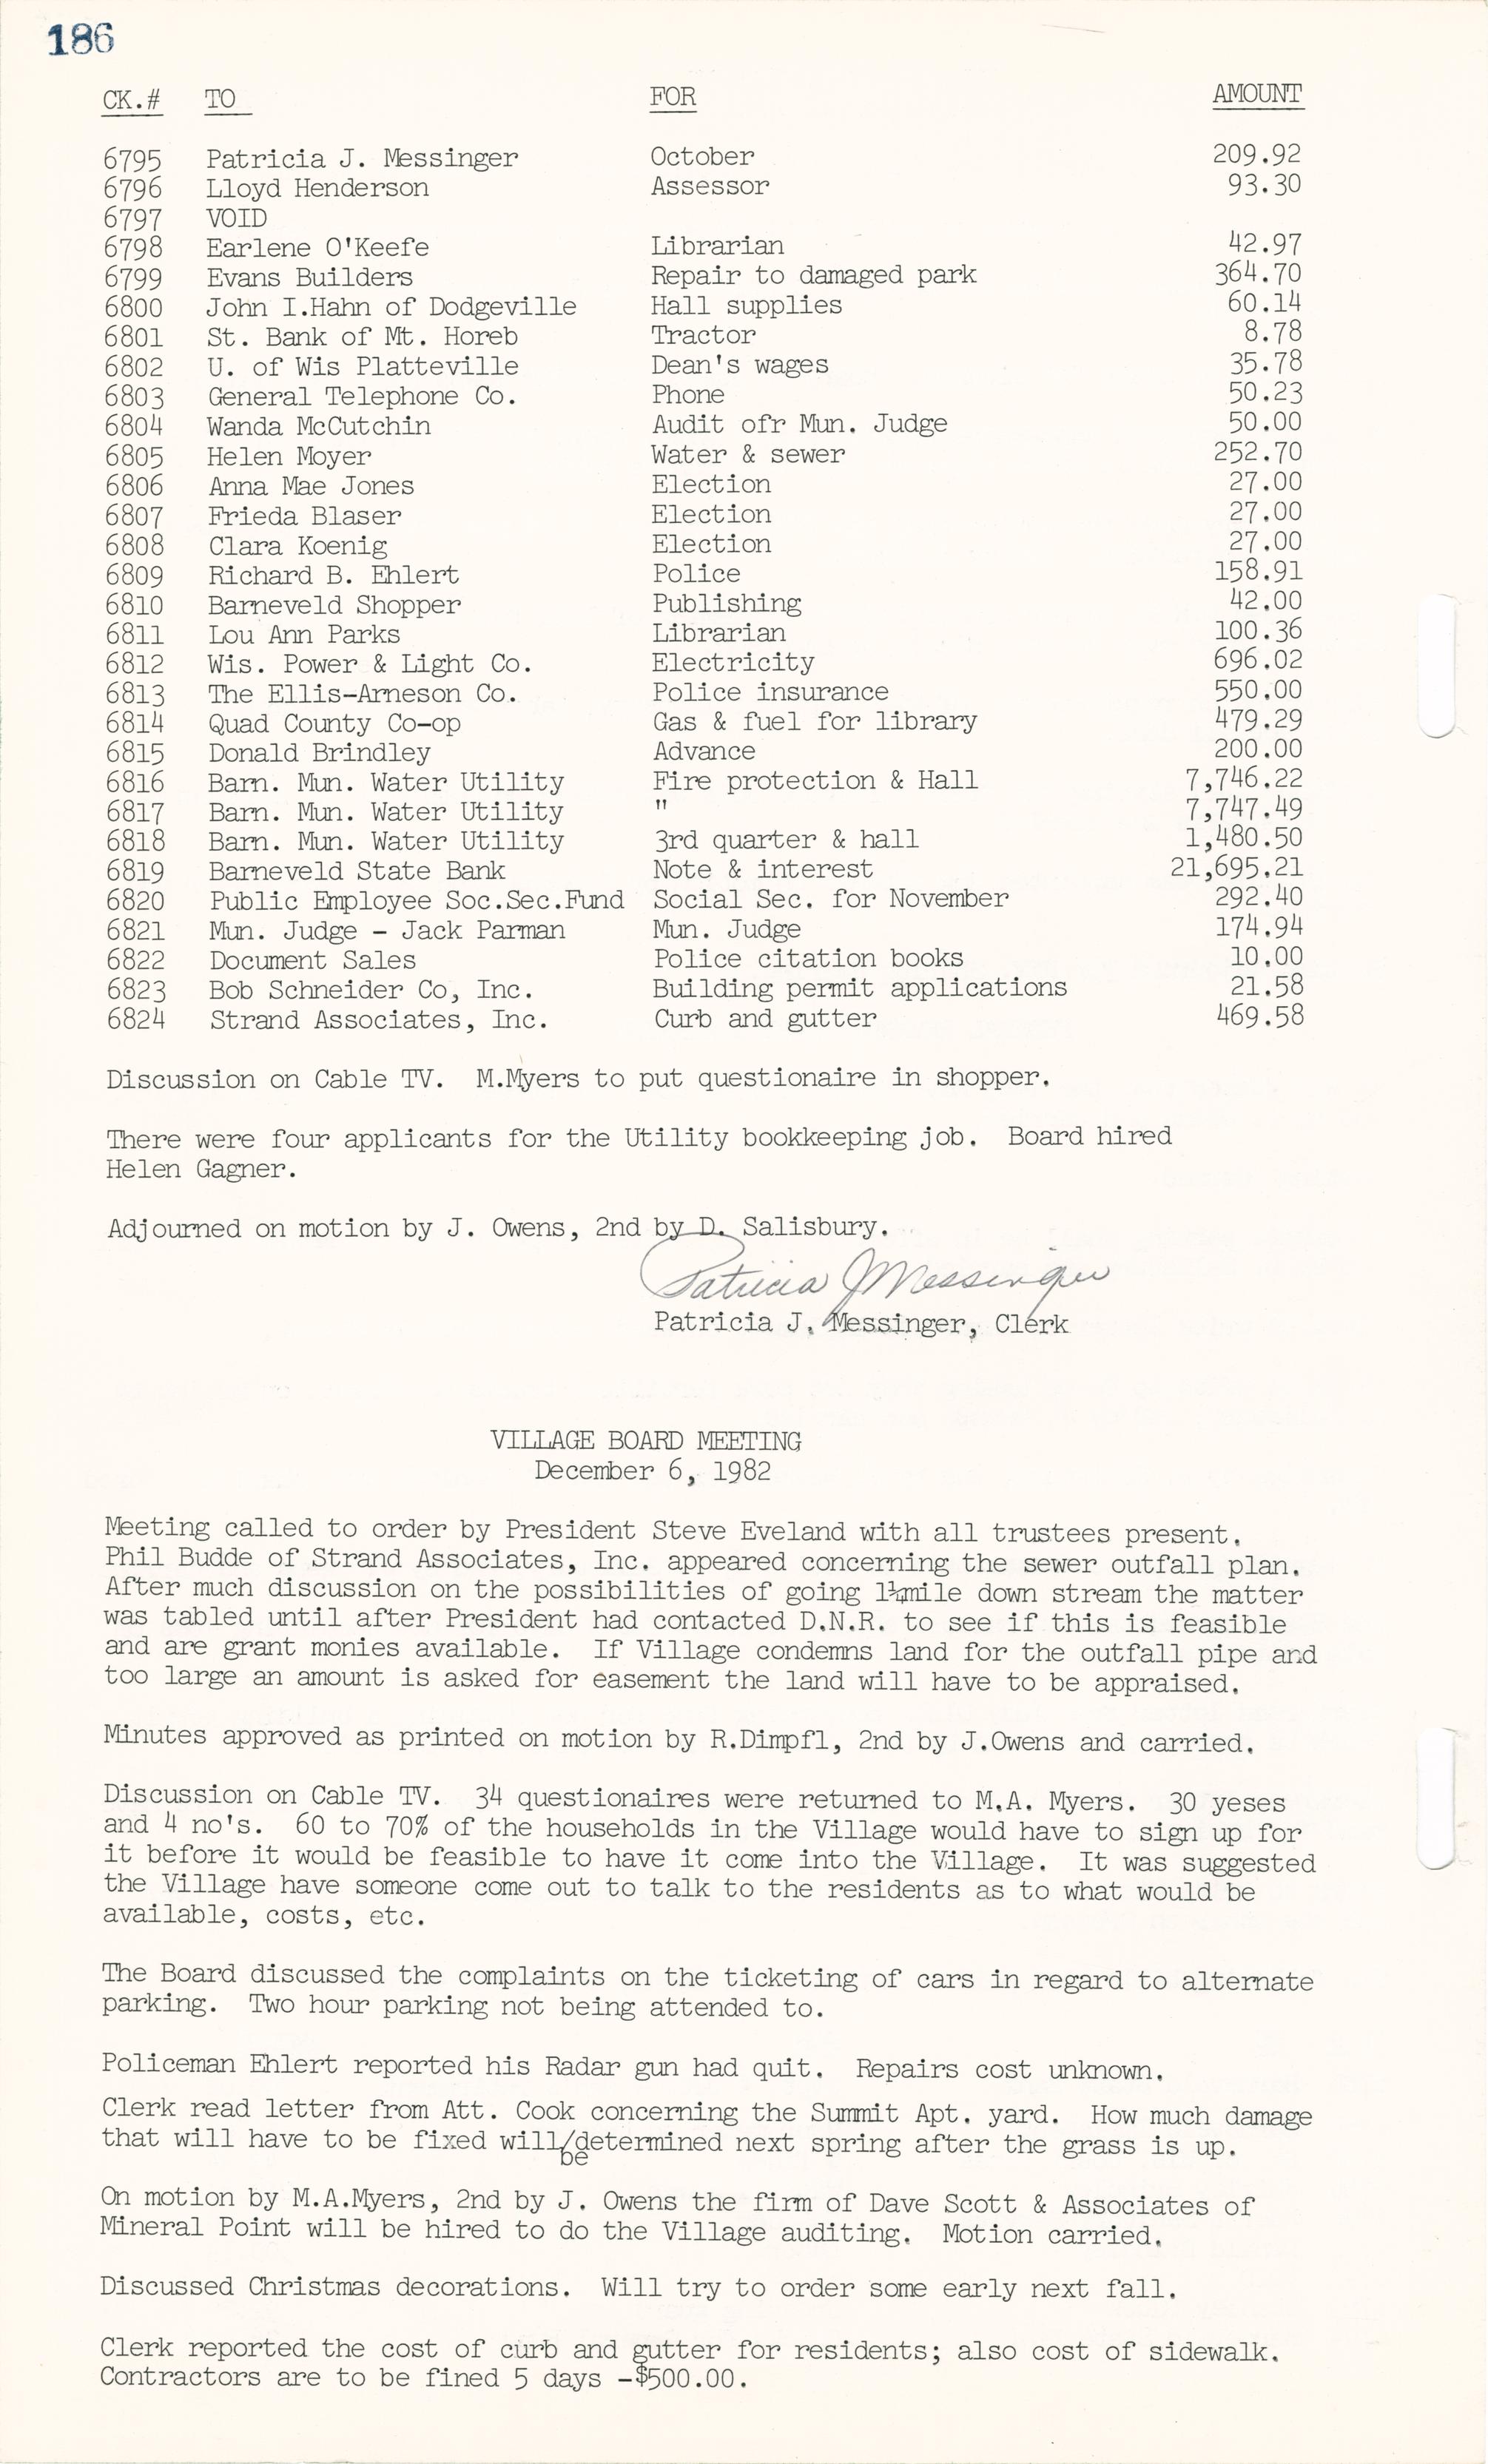 186
CK.# TO FOR AMOUNT
6795 Patricia J. Messinger October 209.92
6796 Lloyd Henderson Assessor 93.30
6797 VOID
6798 Earlene O'Keefe Librarian 42.97
6799 Evans Builders Repair to damaged park 364.70
6800 John I.Hahn of Dodgeville Hall supplies 60.14
6801 St. Bank of Mt. Horeb Tractor 8.78
6802 U. of Wis Platteville Dean's wages 35.78
6803 General Telephone Co. Phone 50.23
6804 Wanda McCutchin Audit ofr Mun. Judge 50.00
6805 Helen Moyer Water & sewer 252.70
6806 Anna Mae Jones Election 27.00
6807 Frieda Blaser Election 27.00
6808 Clara Koenig Election 27.00
6809 Richard B. Ehlert Police 158.91
6810 Barneveld Shopper Publishing 42.00
6811 Lou Ann Parks Librarian 100.36
6812 Wis. Power & Light Co. Electricity 696.02
6813 The Ellis-Arneson Co. Police insurance 550.00
6814 Quad County Co-op Gas & fuel for library 479.29
6815 Donald Brindley Advance 200.00
6816 Barn. Mun. Water Utility Fire protection & Hall 7,746.22
6817 Barn. Mun. Water Utility " 7,747.49
6818 Barn. Mun. Water Utility 3rd quarter & hall 1,480.50
6819 Barneveld State Bank Note & interest 21,695.21
6820 Public Employee Soc.Sec.Fund Social Sec. for November 292.40
6821 Mun. Judge - Jack Parman Mun. Judge 174.94
6822 Document Sales Police citation books 10.00
6823 Bob Schneider Co, Inc. Building permit applications 21.58
6824 Strand Associates, Inc. Curb and gutter 469.58
Discussion on Cable TV. M.Myers to put questionaire in shopper.
There were four applicants for the Utility bookkeeping job. Board hired
Helen Gagner.
Adjourned on motion by J. Owens, 2nd by D. Salisbury.
Patricia J Messinger
Patricia J. Messinger, Clerk
VILLAGE BOARD MEETING
December 6, 1982
Meeting called to order by President Steve Eveland with all trustees present.
Phil Budde of Strand Associates, Inc. appeared concerning the sewer outfall plan.
After much discussion on the possibilities of going 1¼mile down stream the matter
was tabled until after President had contacted D.N.R. to see if this is feasible
and are grant monies available. If Village condemns land for the outfall pipe and
too large an amount is asked for easement the land will have to be appraised.
Minutes approved as printed on motion by R.Dimpfl, 2nd by J.Owens and carried.
Discussion on Cable TV. 34 questionaires were returned to M.A. Myers. 30 yeses
and 4 no's. 60 to 70% of the households in the Village would have to sign up for
it before it would be feasible to have it come into the Village. It was suggested
the Village have someone come out to talk to the residents as to what would be
available, costs, etc.
The Board discussed the complaints on the ticketing of cars in regard to alternate
parking. Two hour parking not being attended to.
Policeman Ehlert reported his Radar gun had quit. Repairs cost unknown.
Clerk read letter from Att. Cook concerning the Summit Apt. yard. How much damage
that will have to be fixed will/determined next spring after the grass is up.
be
On motion by M.A.Myers, 2nd by J. Owens the firm of Dave Scott & Associates of
Mineral Point will be hired to do the Village auditing. Motion carried.
Discussed Christmas decorations. Will try to order some early next fall.
Clerk reported the cost of curb and gutter for residents; also cost of sidewalk.
Contractors are to be fined 5 days -$500.00.